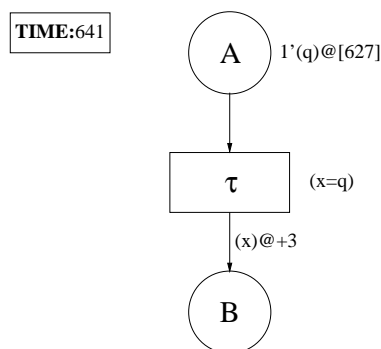 TIME:641
A
1'(q)@[627]
τ
(x=q)
(x)@+3
B